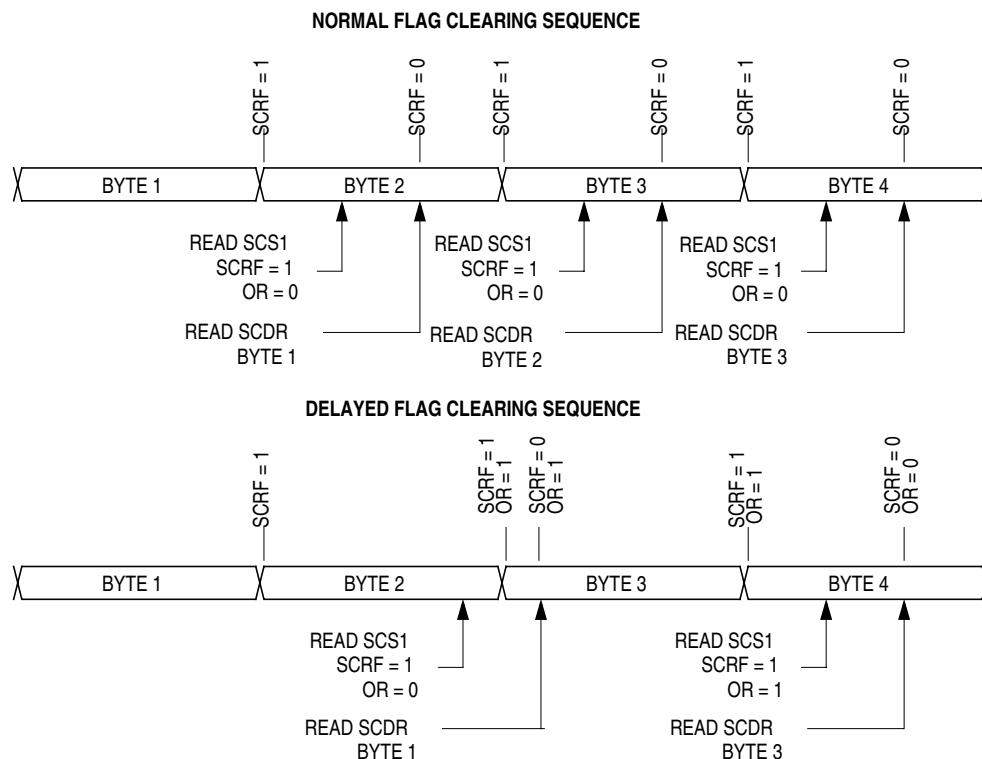 NORMAL FLAG CLEARING SEQUENCE
SCRF = 1
SCRF = 0
SCRF = 1
SCRF = 0
SCRF = 1
SCRF = 0
BYTE 1
BYTE 2
BYTE 3
BYTE 4
READ SCS1
SCRF = 1
OR = 0
READ SCS1
SCRF = 1
OR = 0
READ SCS1
SCRF = 1
OR = 0
READ SCDR
BYTE 1
READ SCDR
BYTE 2
READ SCDR
BYTE 3
DELAYED FLAG CLEARING SEQUENCE
SCRF = 1
SCRF = 1
OR = 1
SCRF = 0
OR = 1
SCRF = 1
OR = 1
SCRF = 0
OR = 0
BYTE 1
BYTE 2
BYTE 3
BYTE 4
READ SCS1
SCRF = 1
OR = 0
READ SCS1
SCRF = 1
OR = 1
READ SCDR
BYTE 1
READ SCDR
BYTE 3